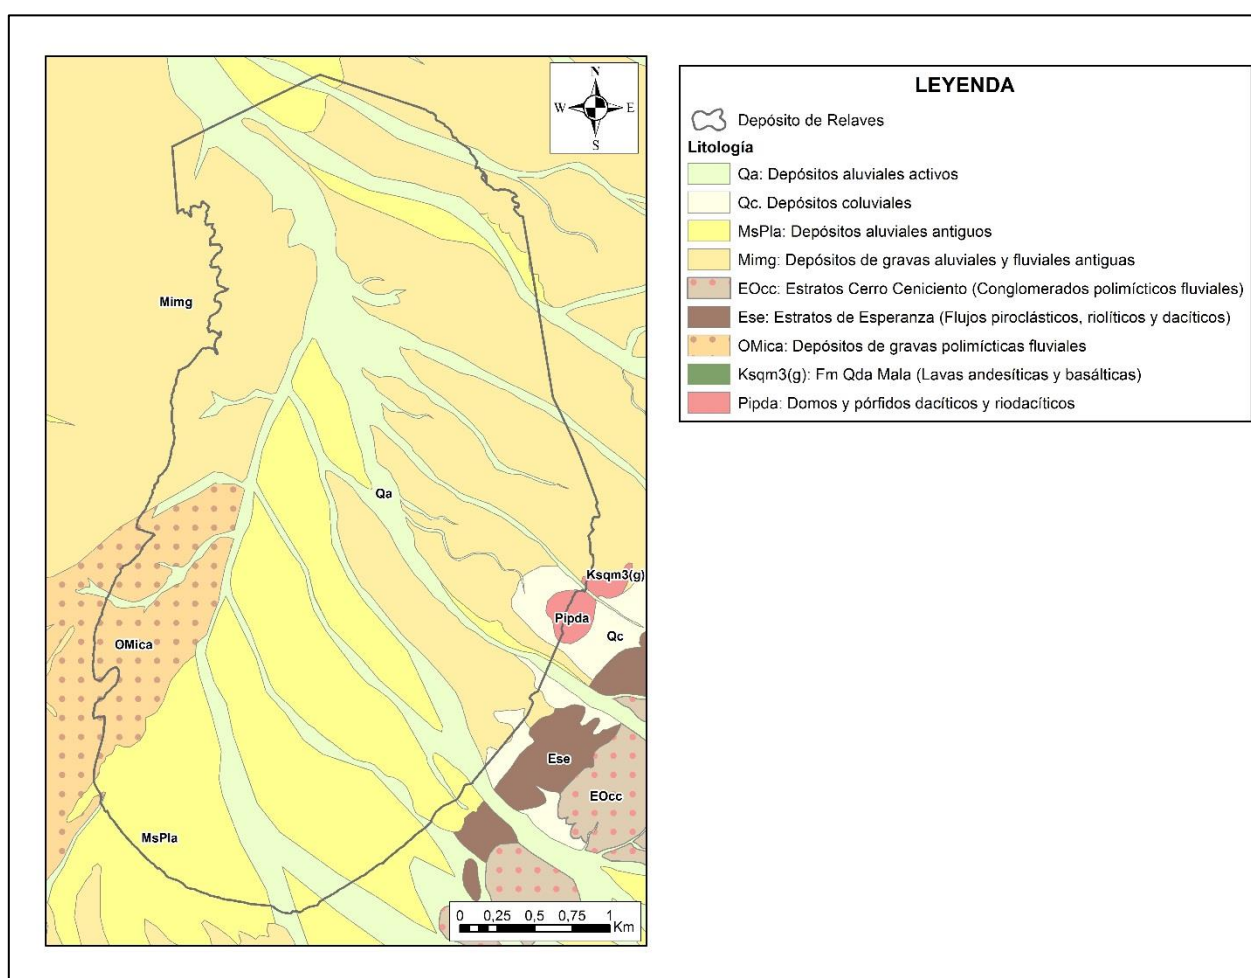 N
W E
S
Mimg
Qa
Ksqm3(g)
Pipda
Qc
OMica
Ese
EOcc
MsPla
0 0,25 0,5 0,75 1
Km
LEYENDA
Depósito de Relaves
Litología
Qa: Depósitos aluviales activos
Qc. Depósitos coluviales
MsPla: Depósitos aluviales antiguos
Mimg: Depósitos de gravas aluviales y fluviales antiguas
EOcc: Estratos Cerro Ceniciento (Conglomerados polimícticos fluviales)
Ese: Estratos de Esperanza (Flujos piroclásticos, riolíticos y dacíticos)
OMica: Depósitos de gravas polimícticas fluviales
Ksqm3(g): Fm Qda Mala (Lavas andesíticas y basálticas)
Pipda: Domos y pórfidos dacíticos y riodacíticos